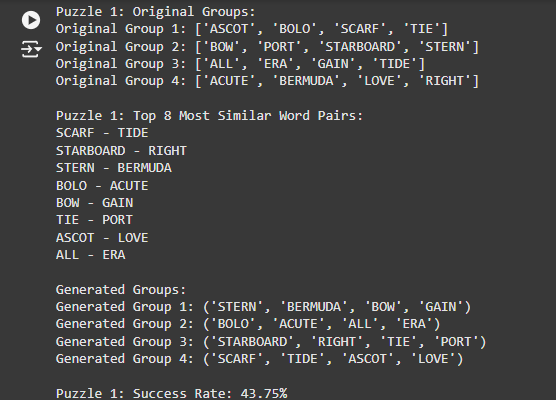 Puzzle 1: Original Groups:
Original Group 1: ['ASCOT', 'BOLO', 'SCARF', 'TIE']
Original Group 2: ['BOW', 'PORT', 'STARBOARD', 'STERN']
Original Group 3: ['ALL', 'ERA', 'GAIN', 'TIDE']
Original Group 4: ['ACUTE', 'BERMUDA', 'LOVE', 'RIGHT']
Puzzle 1: Top 8 Most Similar Word Pairs:
SCARF - TIDE
STARBOARD - RIGHT
STERN - BERMUDA
BOLO - ACUTE
BOW - GAIN
TIE - PORT
ASCOT - LOVE
ALL - ERA
Generated Groups:
Generated Group 1: ('STERN', 'BERMUDA', 'BOW', 'GAIN')
Generated Group 2: ('BOLO', 'ACUTE', 'ALL', 'ERA')
Generated Group 3: ('STARBOARD', 'RIGHT', 'TIE', 'PORT')
Generated Group 4: ('SCARF', 'TIDE', 'ASCOT', 'LOVE')
Puzzle 1: Success Rate: 43.75%